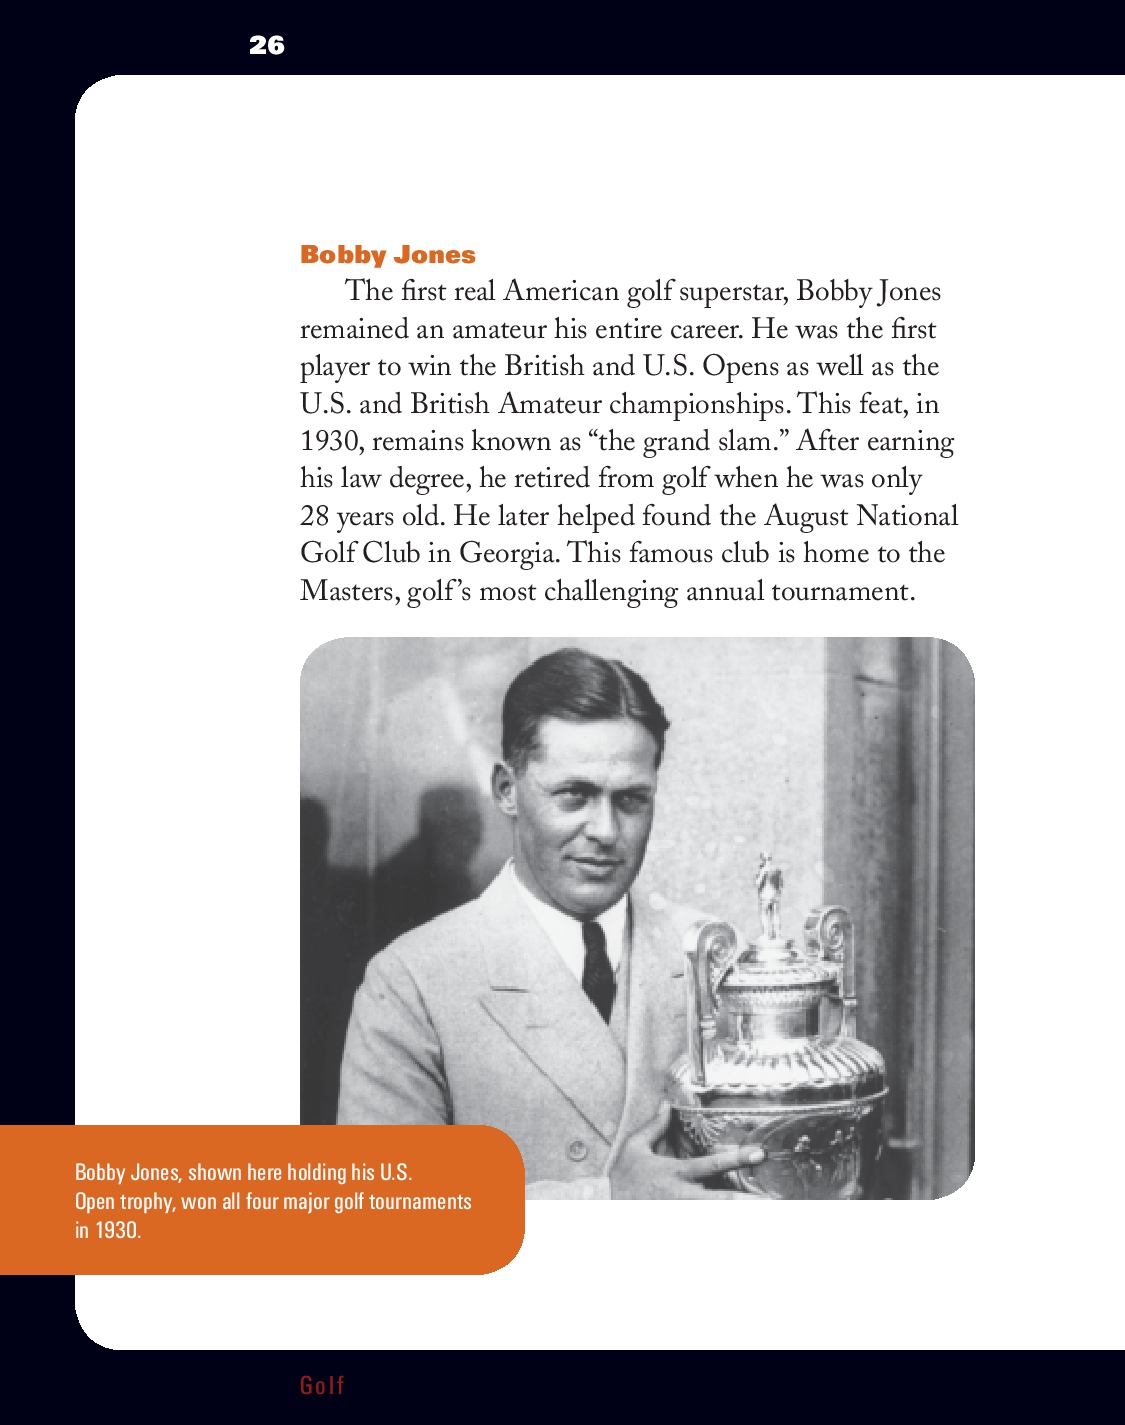 26
Bobby Jones
The first real American golf superstar, Bobby Jones
remained an amateur his entire career. He was the first
player to win the British and U.S. Opens as well as the
U.S. and British Amateur championships. This feat, in
1930, remains known as “the grand slam.” After earning
his law degree, he retired from golf when he was only
28 years old. He later helped found the August National
Golf Club in Georgia. This famous club is home to the
Masters, golf’s most challenging annual tournament.
Bobby Jones, shown here holding his U.S.
Open trophy, won all four major golf tournaments
in 1930.
Golf